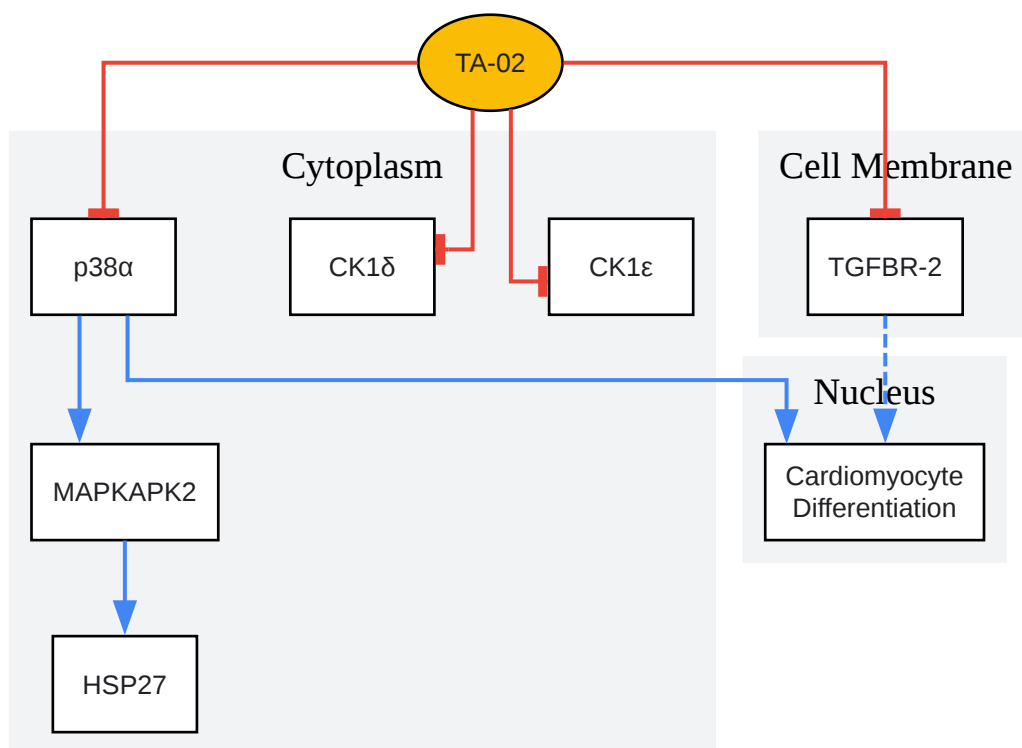 TA-02
Cytoplasm
Cell Membrane
p38α
CK1δ
CK1ε
TGFBR-2
Nucleus
MAPKAPK2
Cardiomyocyte
Differentiation
HSP27